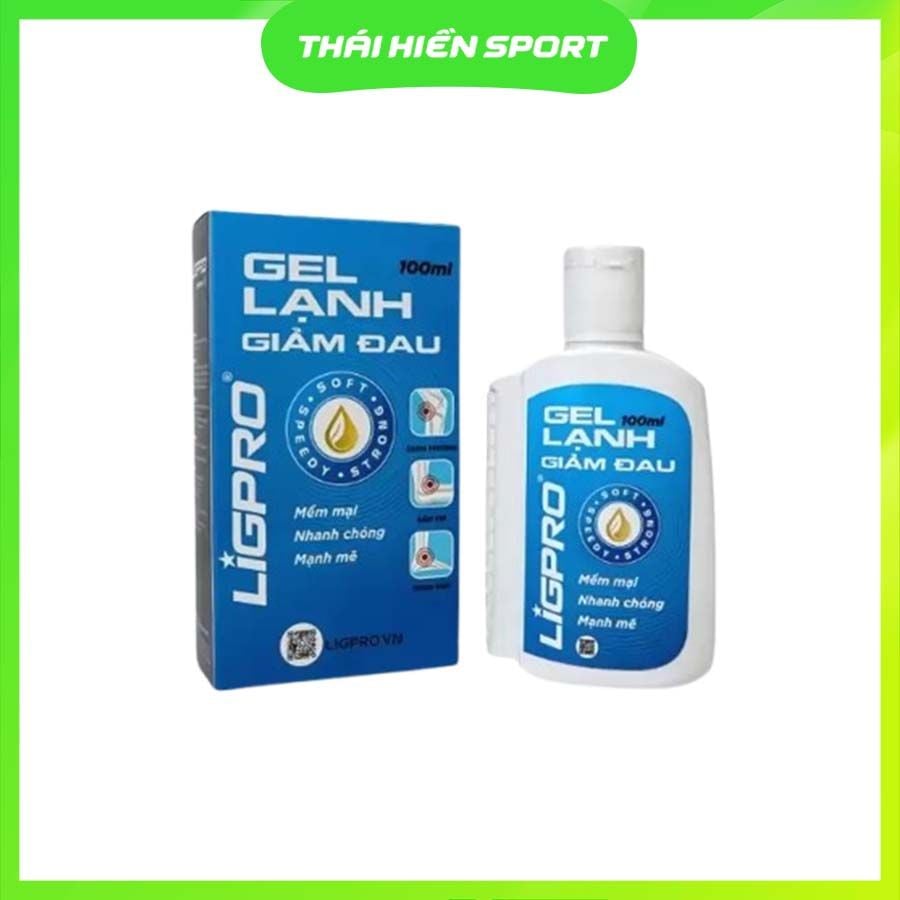 THÁI HIỀN SPORT
GEL
100ml
LẠNH
GIẢM ĐAU
SOFT · STRONG · SPEEDY
Mềm mại
Nhanh chóng
Mạnh mẽ
LiGPRO®
LIGPRO.VN
GEL
100ml
LẠNH
GIẢM ĐAU
SOFT · STRONG · SPEEDY
Mềm mại
Nhanh chóng
Mạnh mẽ
LiGPRO®